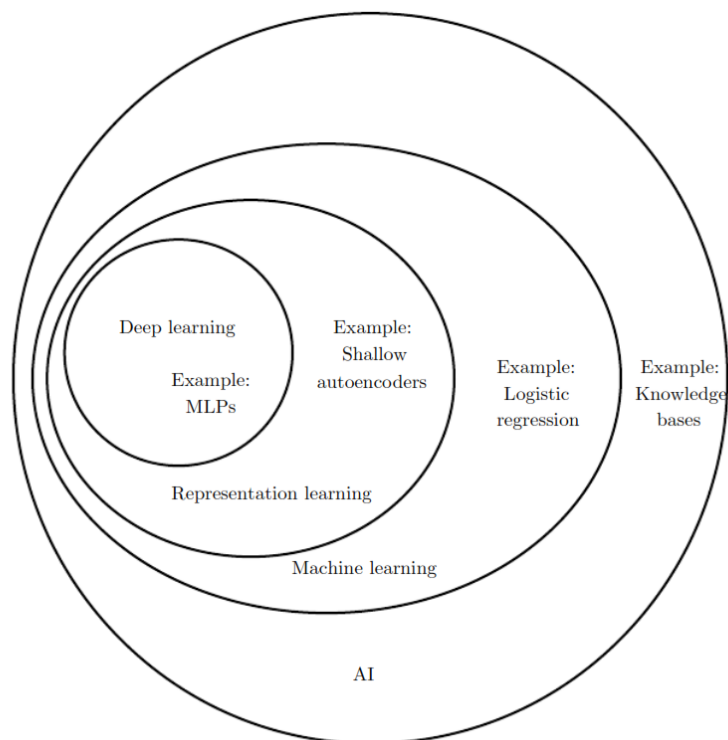 Deep learning
Example:
MLPs
Example:
Shallow
autoencoders
Example:
Logistic
regression
Example:
Knowledge
bases
Representation learning
Machine learning
AI